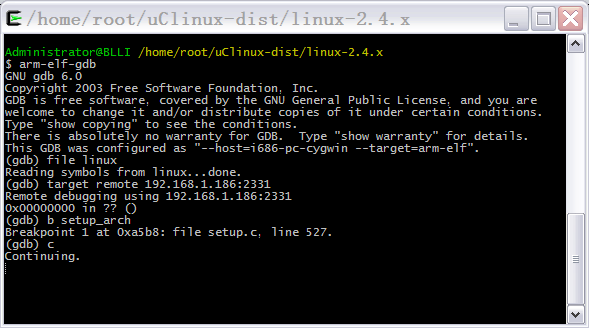 /home/root/uClinux-dist/linux-2.4.x
Administrator@BLLI /home/root/uClinux-dist/linux-2.4.x
$ arm-elf-gdb
GNU gdb 6.0
Copyright 2003 Free Software Foundation, Inc.
GDB is free software, covered by the GNU General Public License, and you are
welcome to change it and/or distribute copies of it under certain conditions.
Type "show copying" to see the conditions.
There is absolutely no warranty for GDB.  Type "show warranty" for details.
This GDB was configured as "--host=i686-pc-cygwin --target=arm-elf".
(gdb) file linux
Reading symbols from linux...done.
(gdb) target remote 192.168.1.186:2331
Remote debugging using 192.168.1.186:2331
0x00000000 in ?? ()
(gdb) b setup_arch
Breakpoint 1 at 0xa5b8: file setup.c, line 527.
(gdb) c
Continuing.